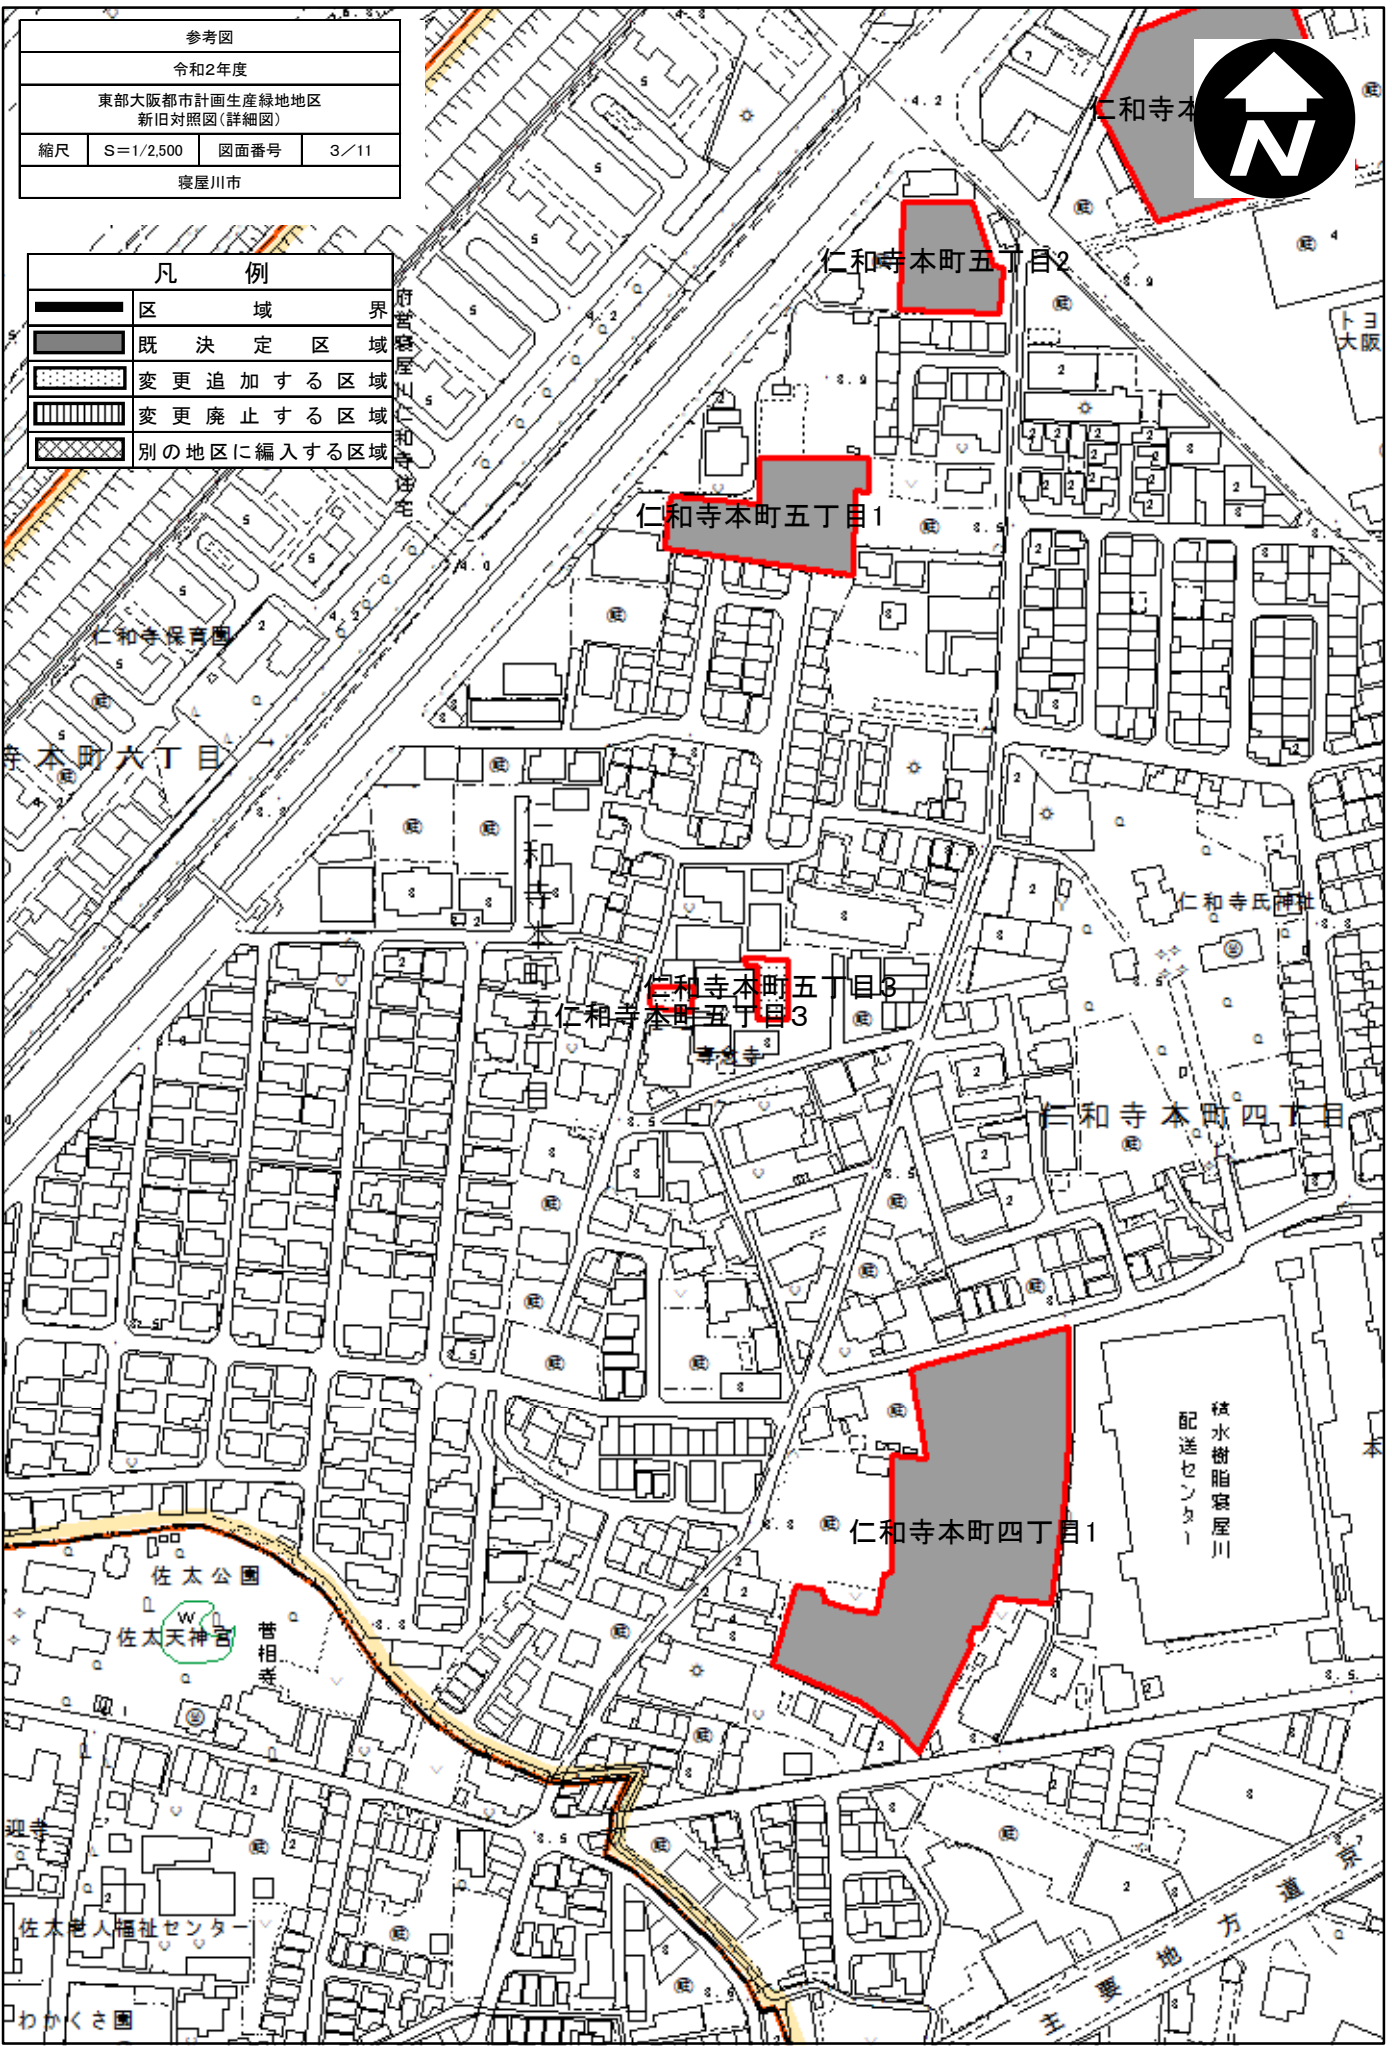 参考図
令和2年度
東部大阪都市計画生産緑地地区
新旧対照図(詳細図)
縮尺 S=1/2,500 図面番号 3/11
寝屋川市
凡 例
区域界
既決定区域
変更追加する区域
変更廃止する区域
別の地区に編入する区域
N
仁和寺本
仁和寺本町五丁目2
トヨ
大阪
府営寝屋川仁和寺住宅
仁和寺本町五丁目1
仁和寺保育園
寺本町六丁目
仁和寺氏神社
仁和寺本町五丁目3
仁和寺本町五丁目3
専念寺
仁和寺本町四丁目
積水樹脂寝屋川
配送センター
本
仁和寺本町四丁目1
佐太公園
佐太天神宮
菅相寺
迎寺
佐太老人福祉センター
わかくさ園
主要地方道京